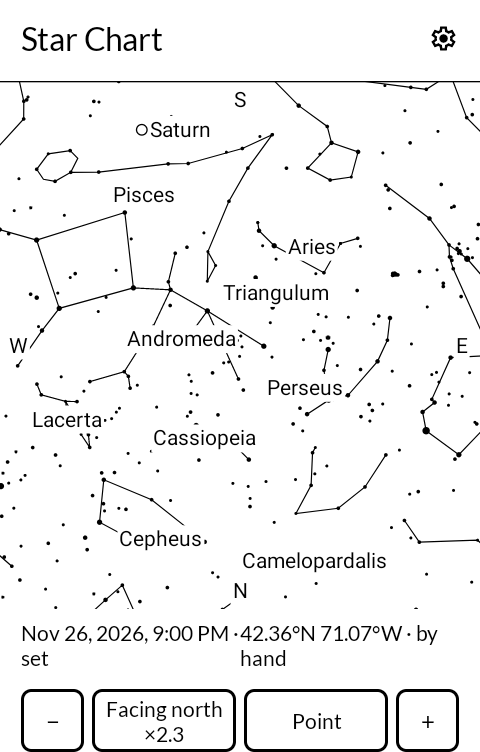 Star Chart
S
Saturn
Pisces
Aries
Triangulum
Andromeda
W
E
Perseus
Lacerta
Cassiopeia
Cepheus
Camelopardalis
N
Nov 26, 2026, 9:00 PM · set
42.36°N 71.07°W · by hand
−
Facing north
×2.3
Point
+